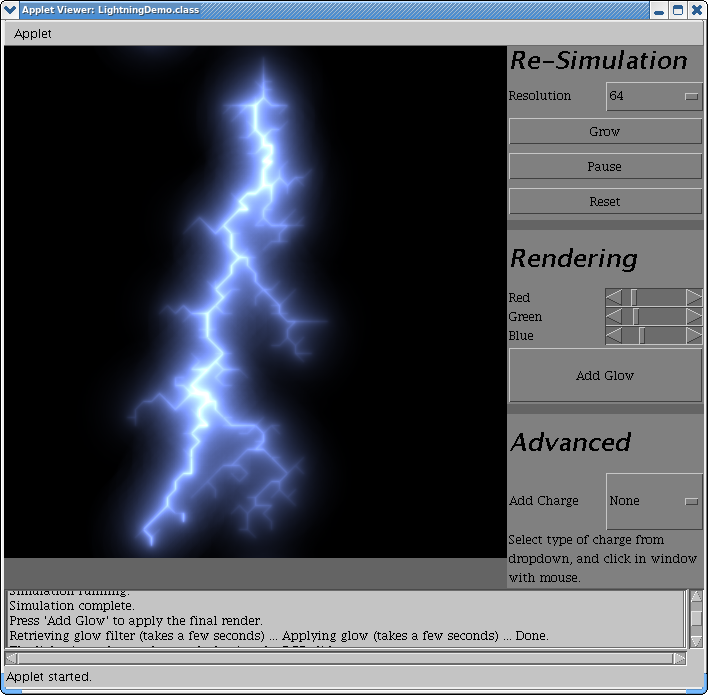 Applet Viewer: LightningDemo.class
Applet
Re-Simulation
Resolution 64
Grow
Pause
Reset
Rendering
Red
Green
Blue
Add Glow
Advanced
Add Charge None
Select type of charge from
dropdown, and click in window
with mouse.
Simulation running.
Simulation complete.
Press 'Add Glow' to apply the final render.
Retrieving glow filter (takes a few seconds) ... Applying glow (takes a few seconds) ... Done.
Applet started.